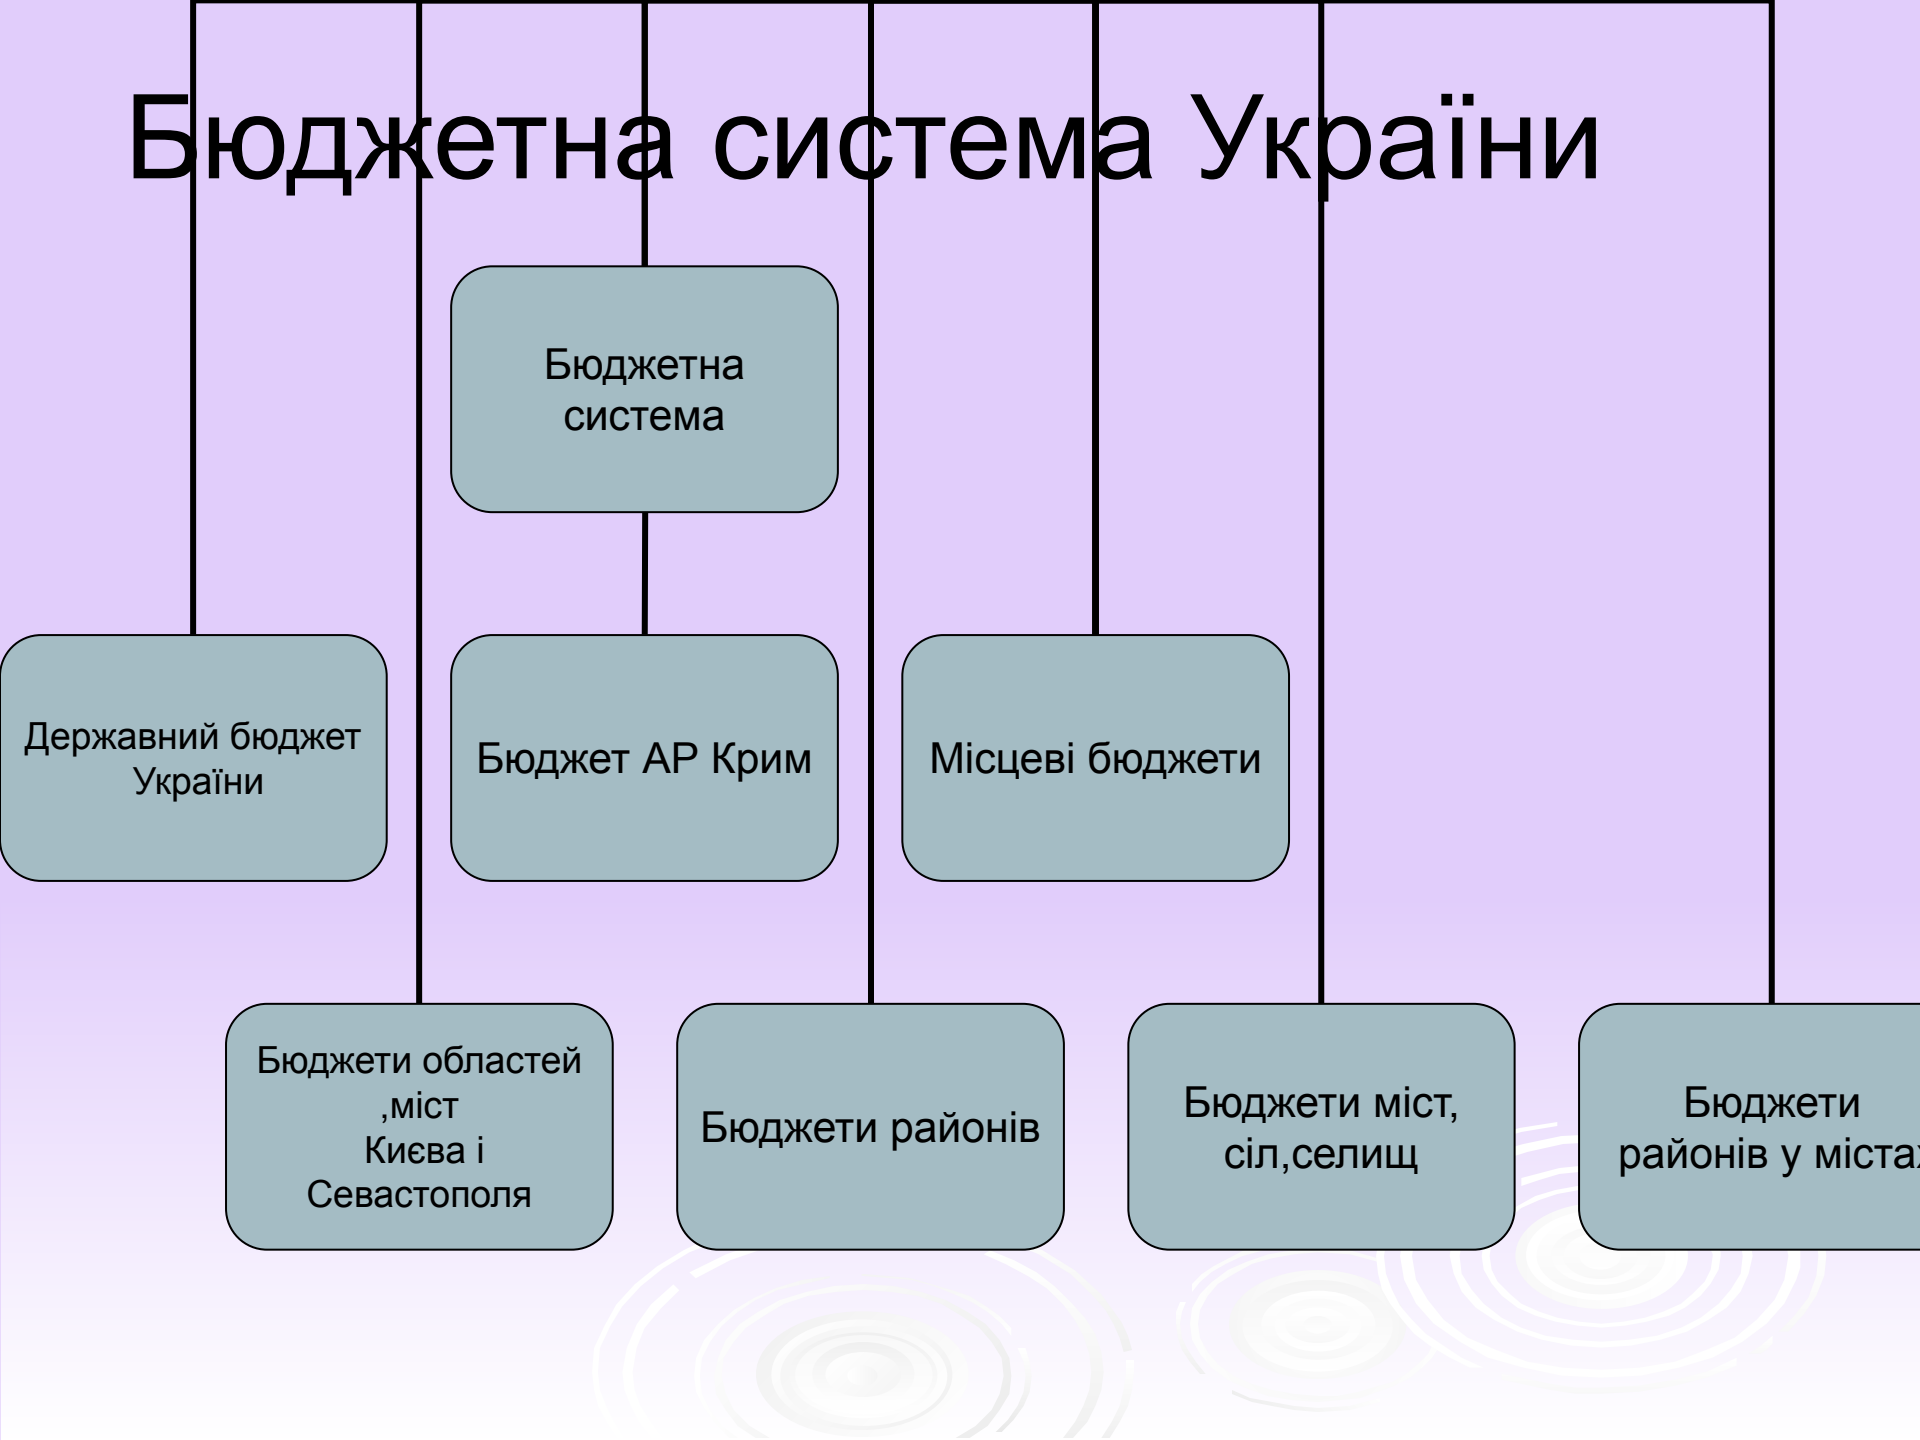 Бюджетна система України
Бюджетна
система
Державний бюджет
України
Бюджет АР Крим
Місцеві бюджети
Бюджети областей
,міст
Києва і
Севастополя
Бюджети районів
Бюджети міст,
сіл,селищ
Бюджети
районів у містах